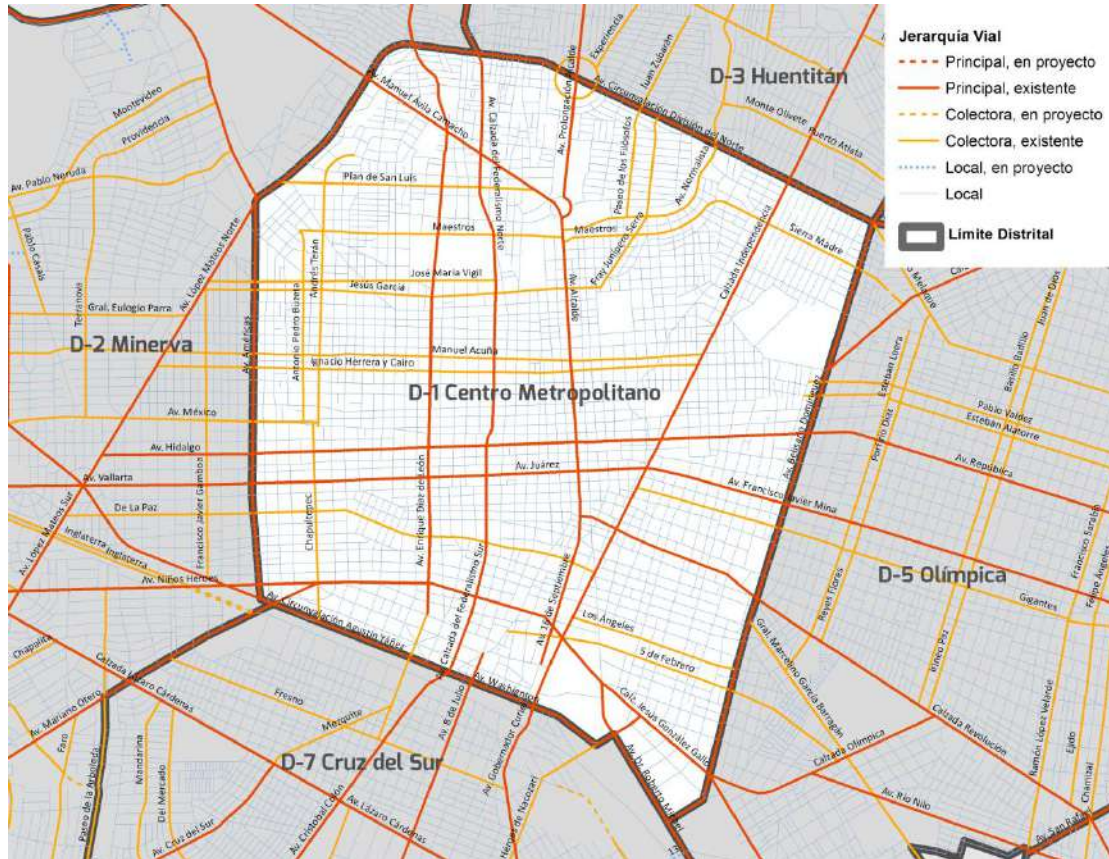 Jerarquía Vial
Principal, en proyecto
Principal, existente
Colectora, en proyecto
Colectora, existente
Local, en proyecto
Local
Límite Distrital
D-3 Huentitán
D-2 Minerva
D-1 Centro Metropolitano
D-5 Olímpica
D-7 Cruz del Sur
Montevideo
Providencia
Av. Pablo Neruda
Pablo Casals
Terranova
Gral. Eulogio Parra
Av. López Mateos Norte
Av. Américas
Manuel Ávila Camacho
Av. Calzada del Federalismo Norte
Av. Prolongación Alcalde
Experiencia
Juan Zubarán
Av. Circunvalación División del Norte
Monte Olivete
Puerto Atlata
Paseo de los Filósofos
Av. Normalistas
Plan de San Luis
Maestros
Maestros
Fray Junípero Serra
Calzada Independencia
Sierra Madre
Andrés Terán
Antonio Pedro Buzeta
José María Vigil
Jesús García
Av. Alcalde
Manuel Acuña
Ignacio Herrera y Cairo
Juan de Dios
Basilio Badillo
Esteban Loera
Porfirio Díaz
Av. Belisario Domínguez
Pablo Valdez
Esteban Alatorre
Av. República
Av. México
Av. Hidalgo
Av. Vallarta
Av. Juárez
Av. Francisco Javier Mina
De La Paz
Francisco Javier Gamboa
Chapultepec
Av. Enrique Díaz de León
Av. López Mateos Sur
Inglaterra
Inglaterra
Av. Niños Héroes
Av. Circunvalación Agustín Yáñez
Calzada del Federalismo Sur
Av. 16 de Septiembre
Los Ángeles
5 de Febrero
Reyes Flores
Gigantes
Francisco Sarabia
Felipe Ángeles
Gral. Marcelino García Barragán
Chapalita
Av. Mariano Otero
Calzada Lázaro Cárdenas
Fresno
Mezquite
Av. 8 de Julio
Av. Washington
Av. Gobernador Curiel
Calz. Jesús González Gallo
Av. Dr. Roberto Michel
Calzada Olímpica
Calzada Revolución
Ramón López Velarde
Ejido
Chamizal
Av. Río Nilo
Av. San Rafael
Faro
Paseo de la Arboleda
Mandarina
Del Mercado
Av. Cruz del Sur
Av. Cristóbal Colón
Av. Lázaro Cárdenas
Héroes de Nacozari